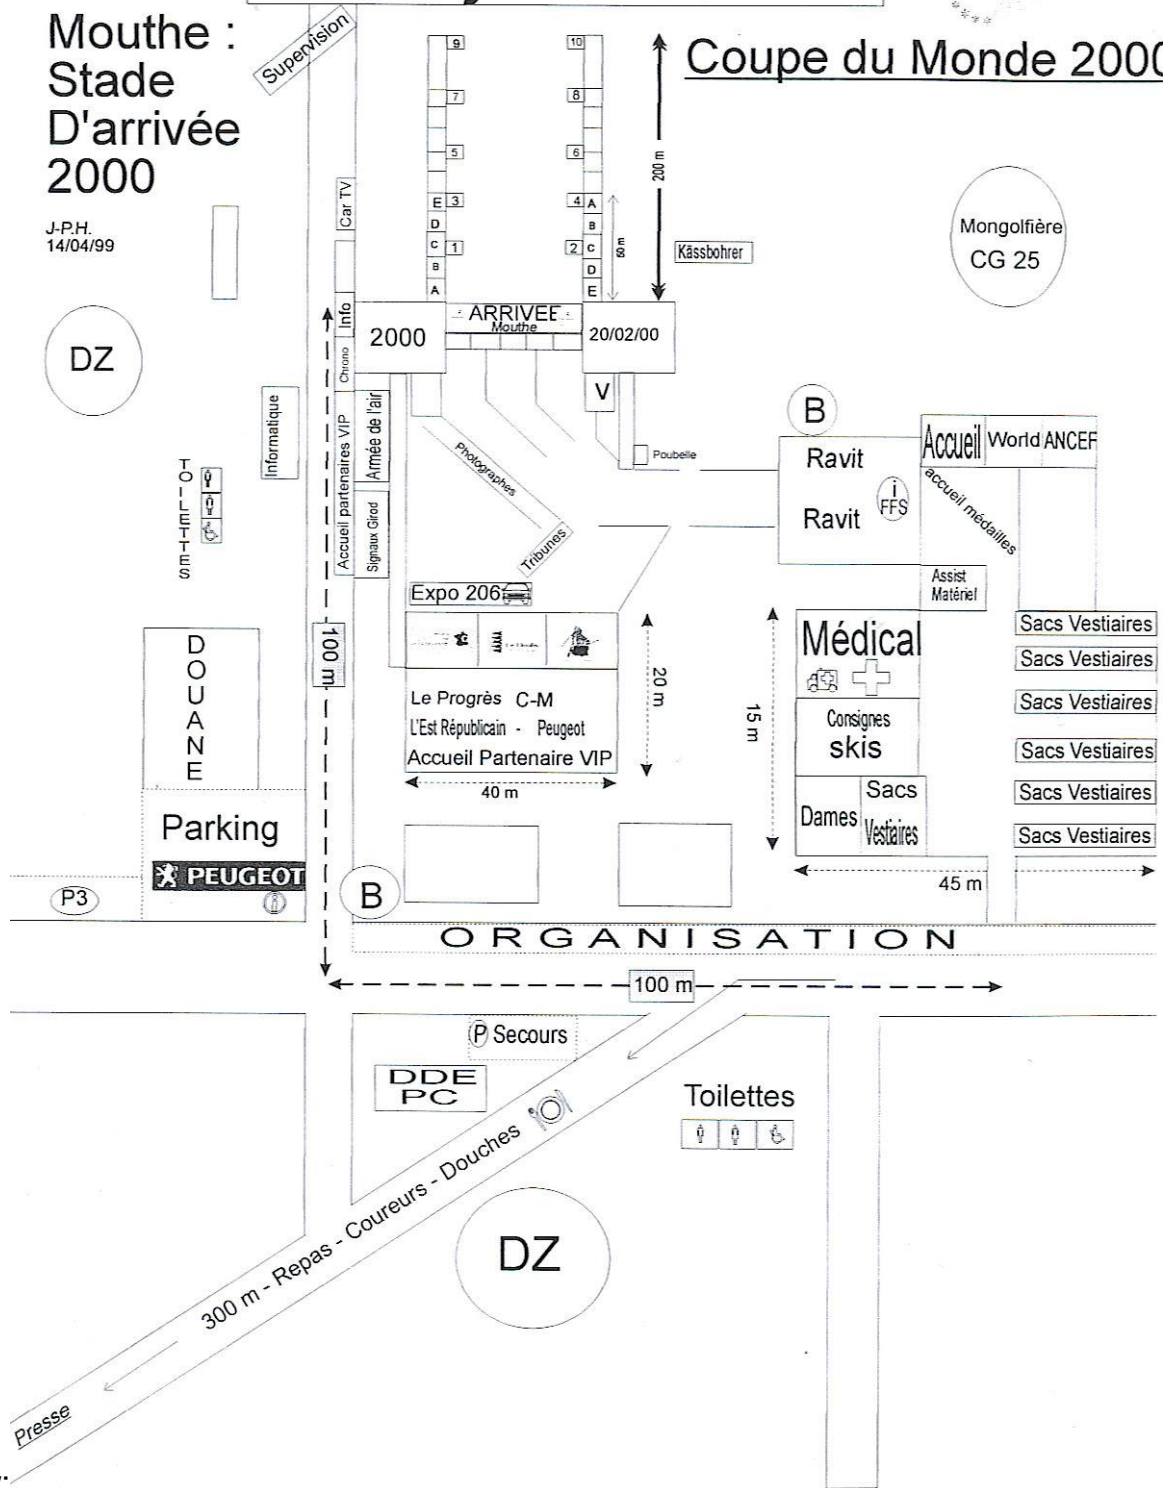 Mouthe :
Stade
D'arrivée
2000
J-P.H.
14/04/99
Coupe du Monde 2000
Supervision
9
10
7
8
5
6
E
3
4
A
D
B
C
1
2
C
B
D
A
E
200 m
50 m
Kässbohrer
Mongolfière
CG 25
Car TV
Info
Chrono
2000
ARRIVEE
Mouthe
20/02/00
DZ
V
B
Informatique
Accueil partenaires VIP
Armée de l'air
Signaux Girod
Photographes
Tribunes
Poubelle
Ravit
Ravit
i
FFS
Accueil
World
ANCEF
accueil médailles
Assist
Matériel
TOILETTES
Expo 206
100 m
DOUANE
Le Progrès C-M
L'Est Républicain - Peugeot
Accueil Partenaire VIP
20 m
40 m
15 m
Médical
Consignes
skis
Dames
Sacs
Vestiaires
Sacs Vestiaires
Sacs Vestiaires
Sacs Vestiaires
Sacs Vestiaires
Sacs Vestiaires
Sacs Vestiaires
45 m
Parking
PEUGEOT
P3
B
ORGANISATION
100 m
P Secours
DDE
PC
Toilettes
300 m - Repas - Coureurs - Douches
DZ
Presse